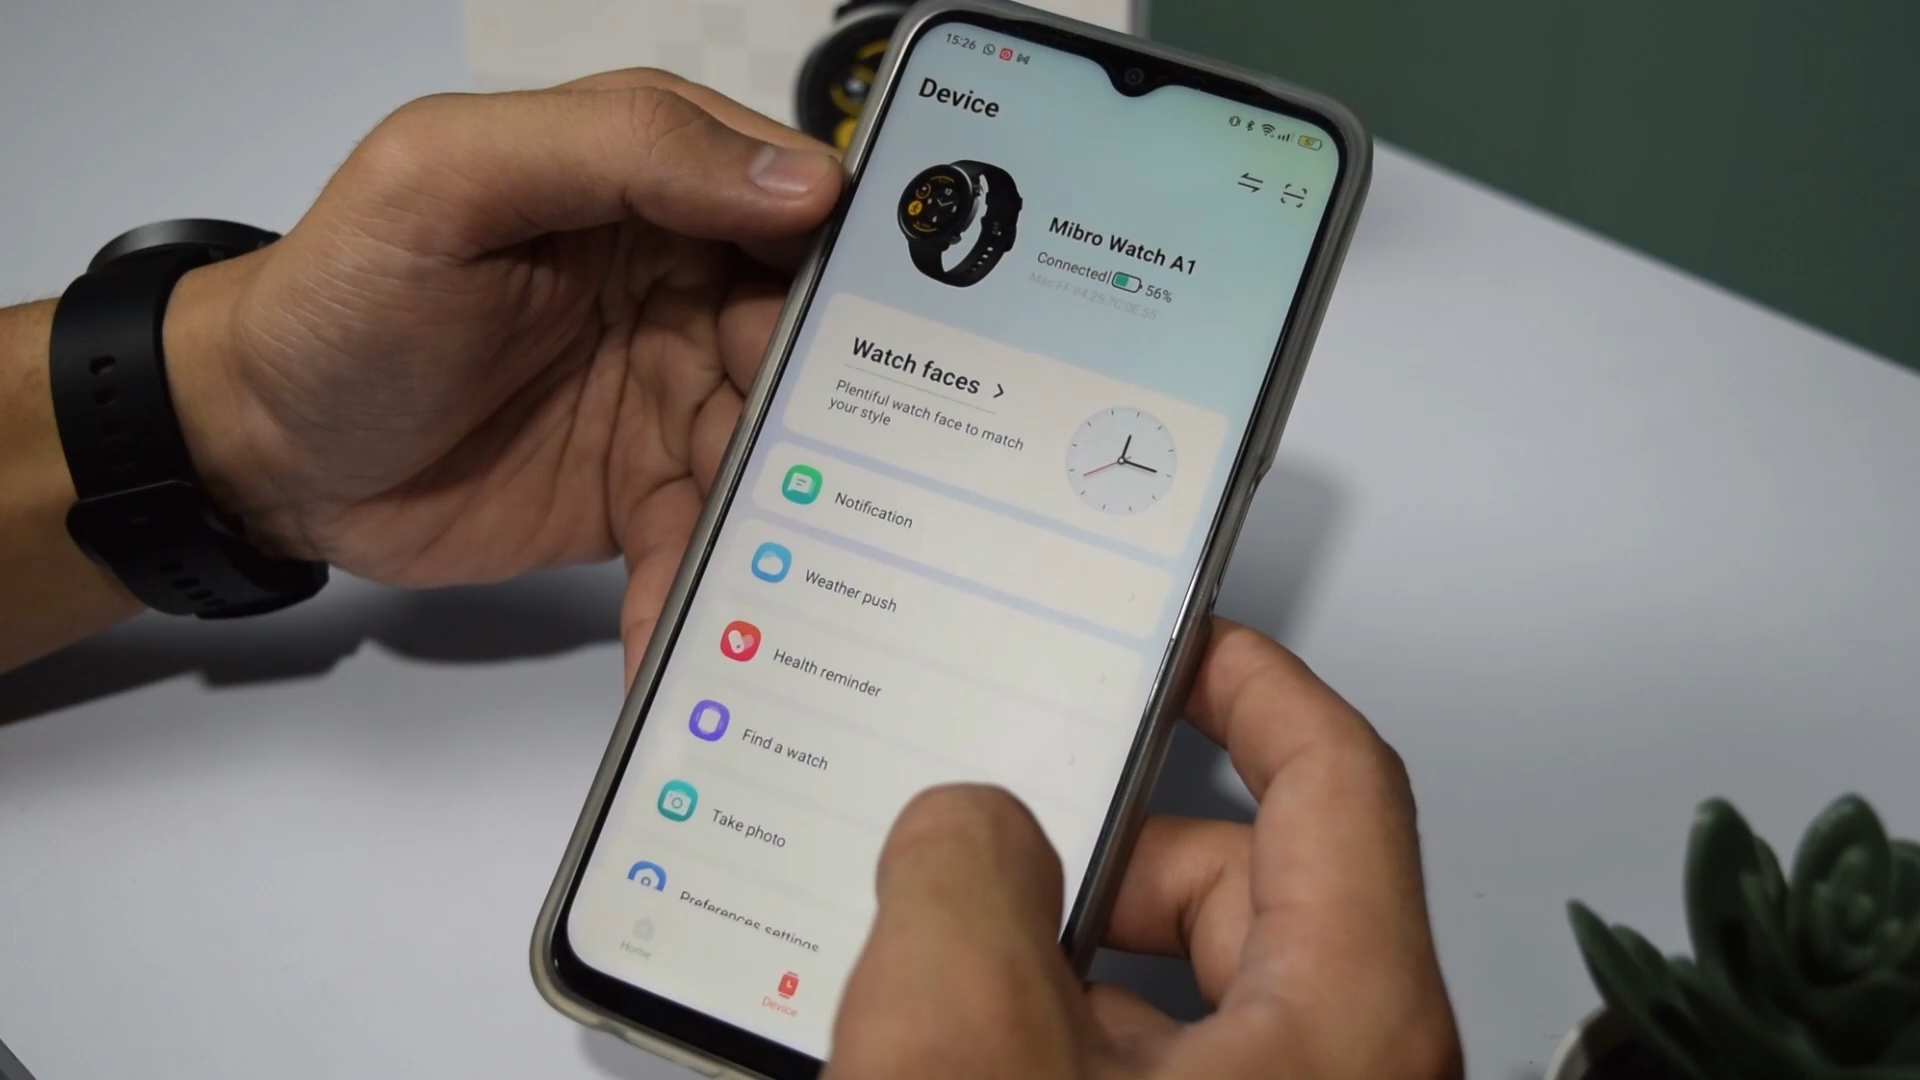 15:26
Device
Mibro Watch A1
Connected| 56%
Watch faces >
Plentiful watch face to match
your style
Notification
Weather push
Health reminder
Find a watch
Take photo
Preferences settings
Home
Device